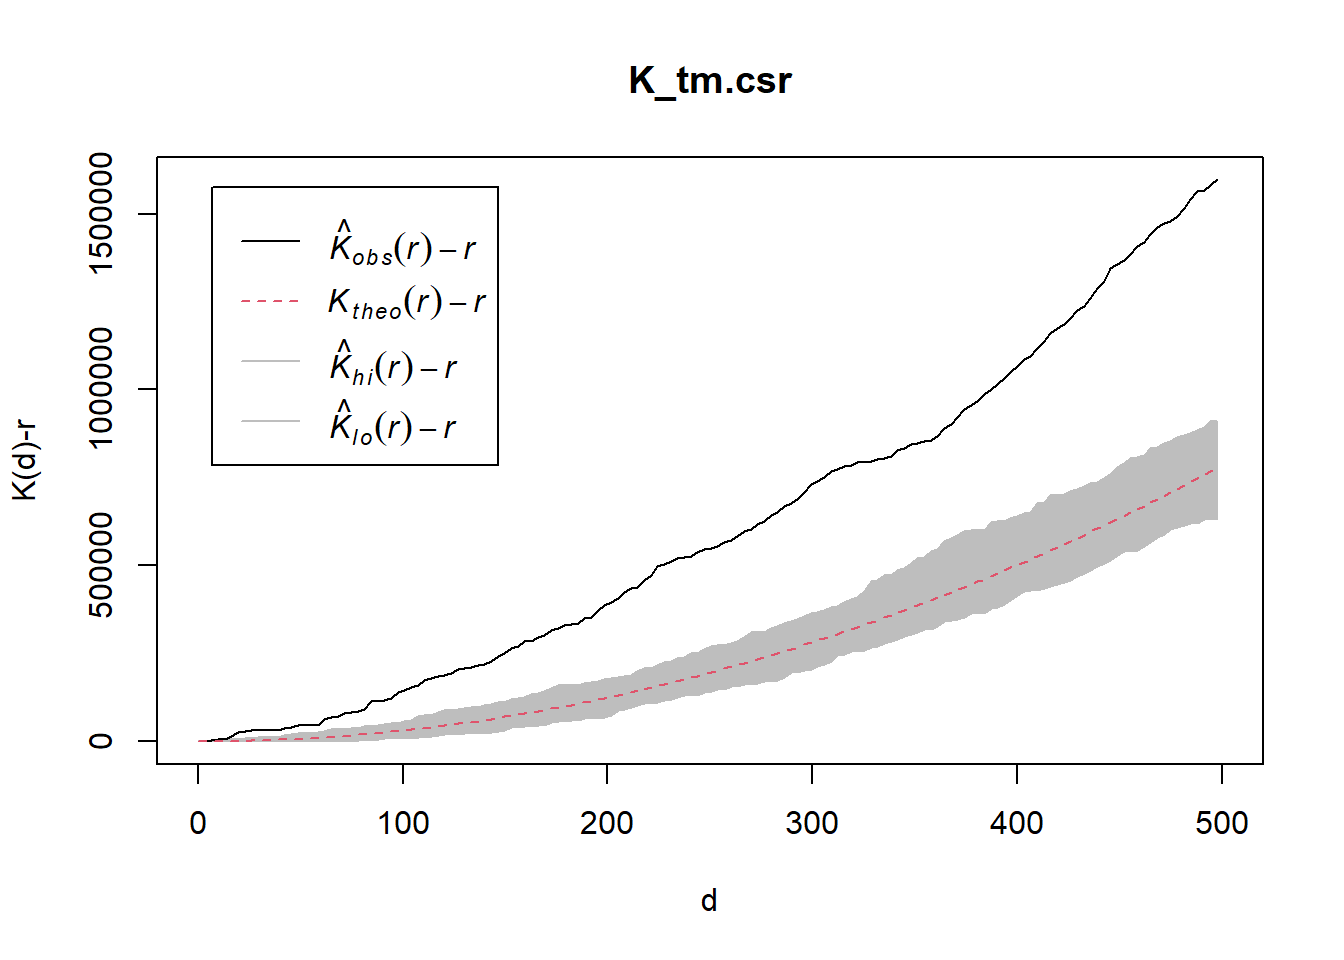 K_tm.csr
K̂obs(r) − r
Ktheo(r) − r
K̂hi(r) − r
K̂lo(r) − r
K(d)-r
1500000
1000000
500000
0
0 100 200 300 400 500
d